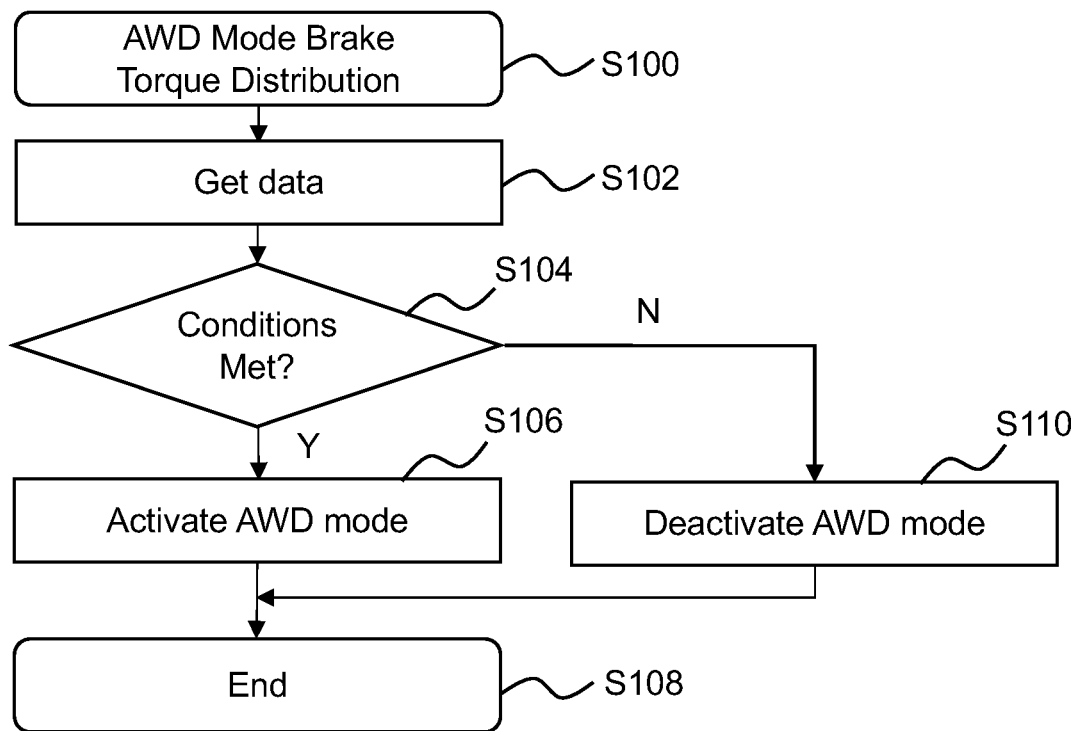 AWD Mode Brake
Torque Distribution
S100
Get data
S102
S104
Conditions
Met?
N
Y
S106
S110
Activate AWD mode
Deactivate AWD mode
End
S108